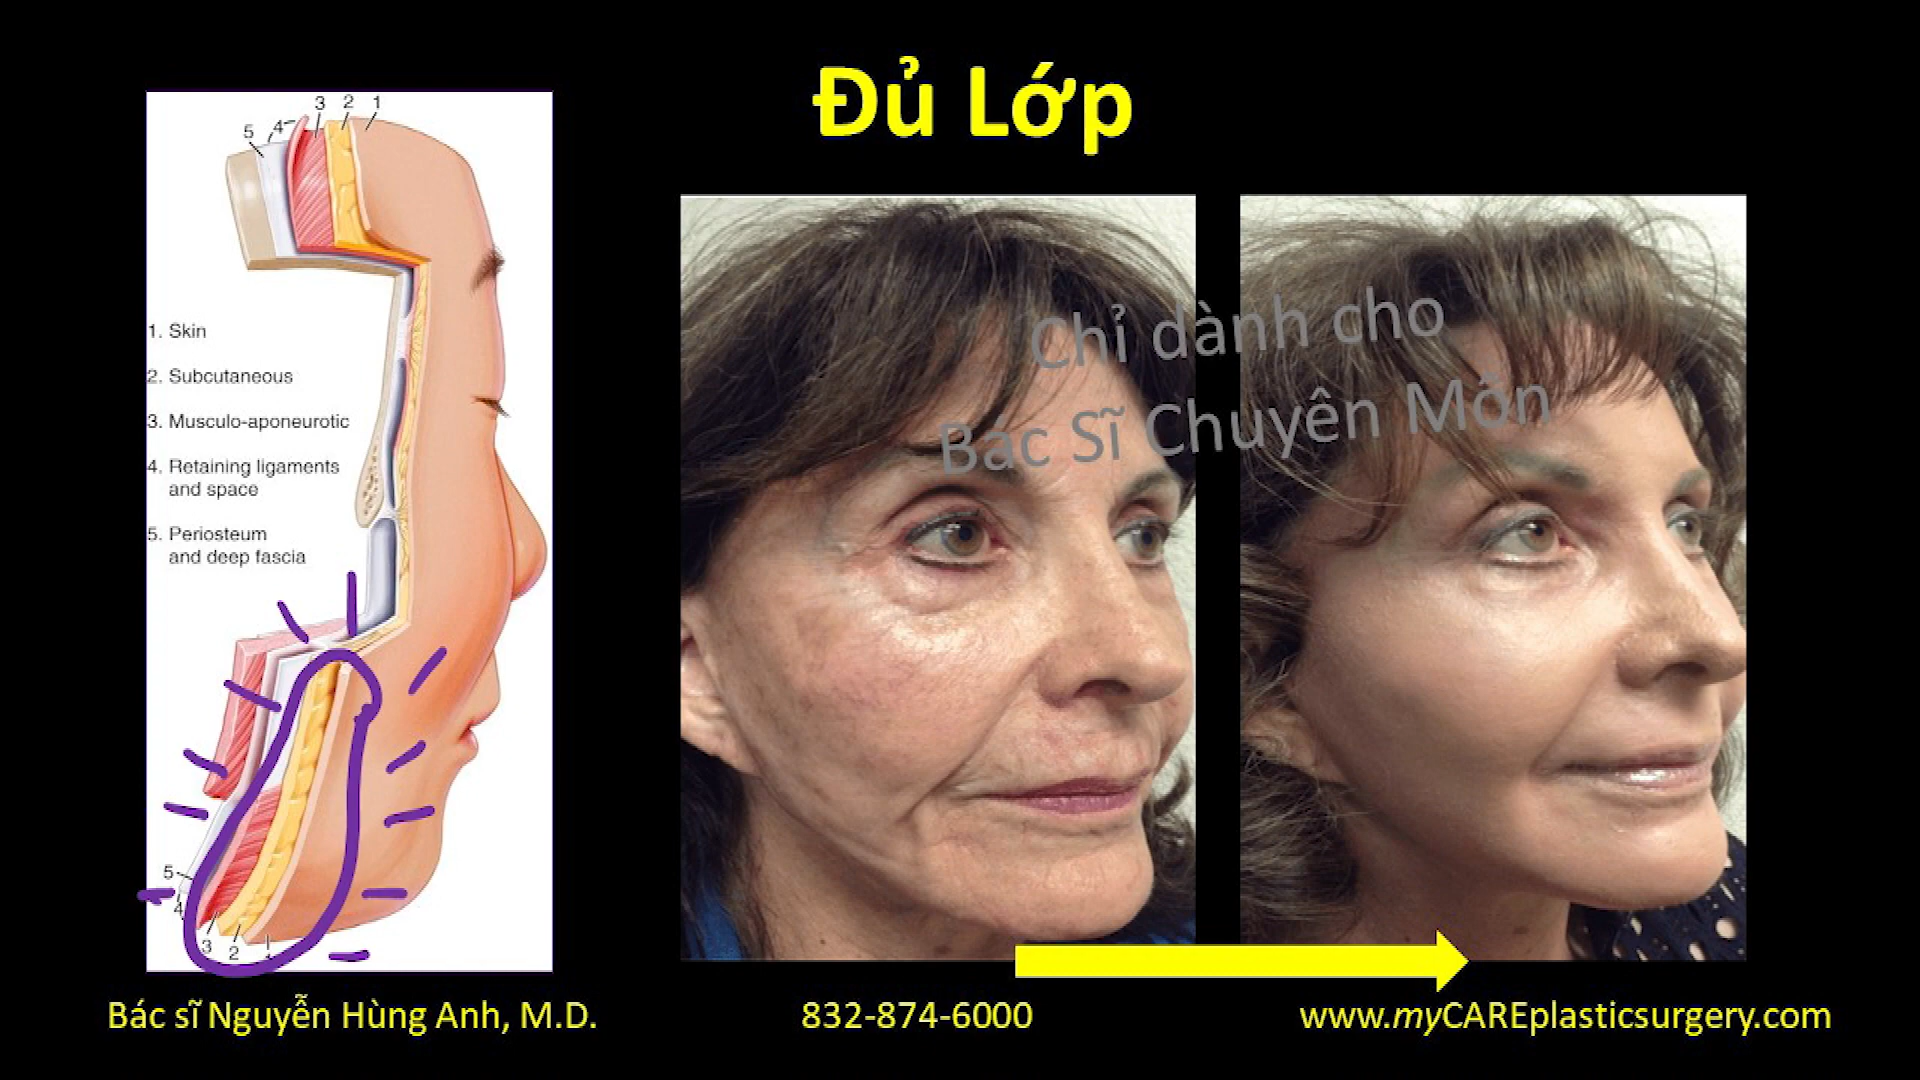 Đủ Lớp
3 2 1
4
5
1. Skin
2. Subcutaneous
3. Musculo-aponeurotic
4. Retaining ligaments
and space
5. Periosteum
and deep fascia
5
4
3 2 1
Chỉ dành cho
Bác Sĩ Chuyên Môn
Bác sĩ Nguyễn Hùng Anh, M.D.
832-874-6000
www.myCAREplasticsurgery.com